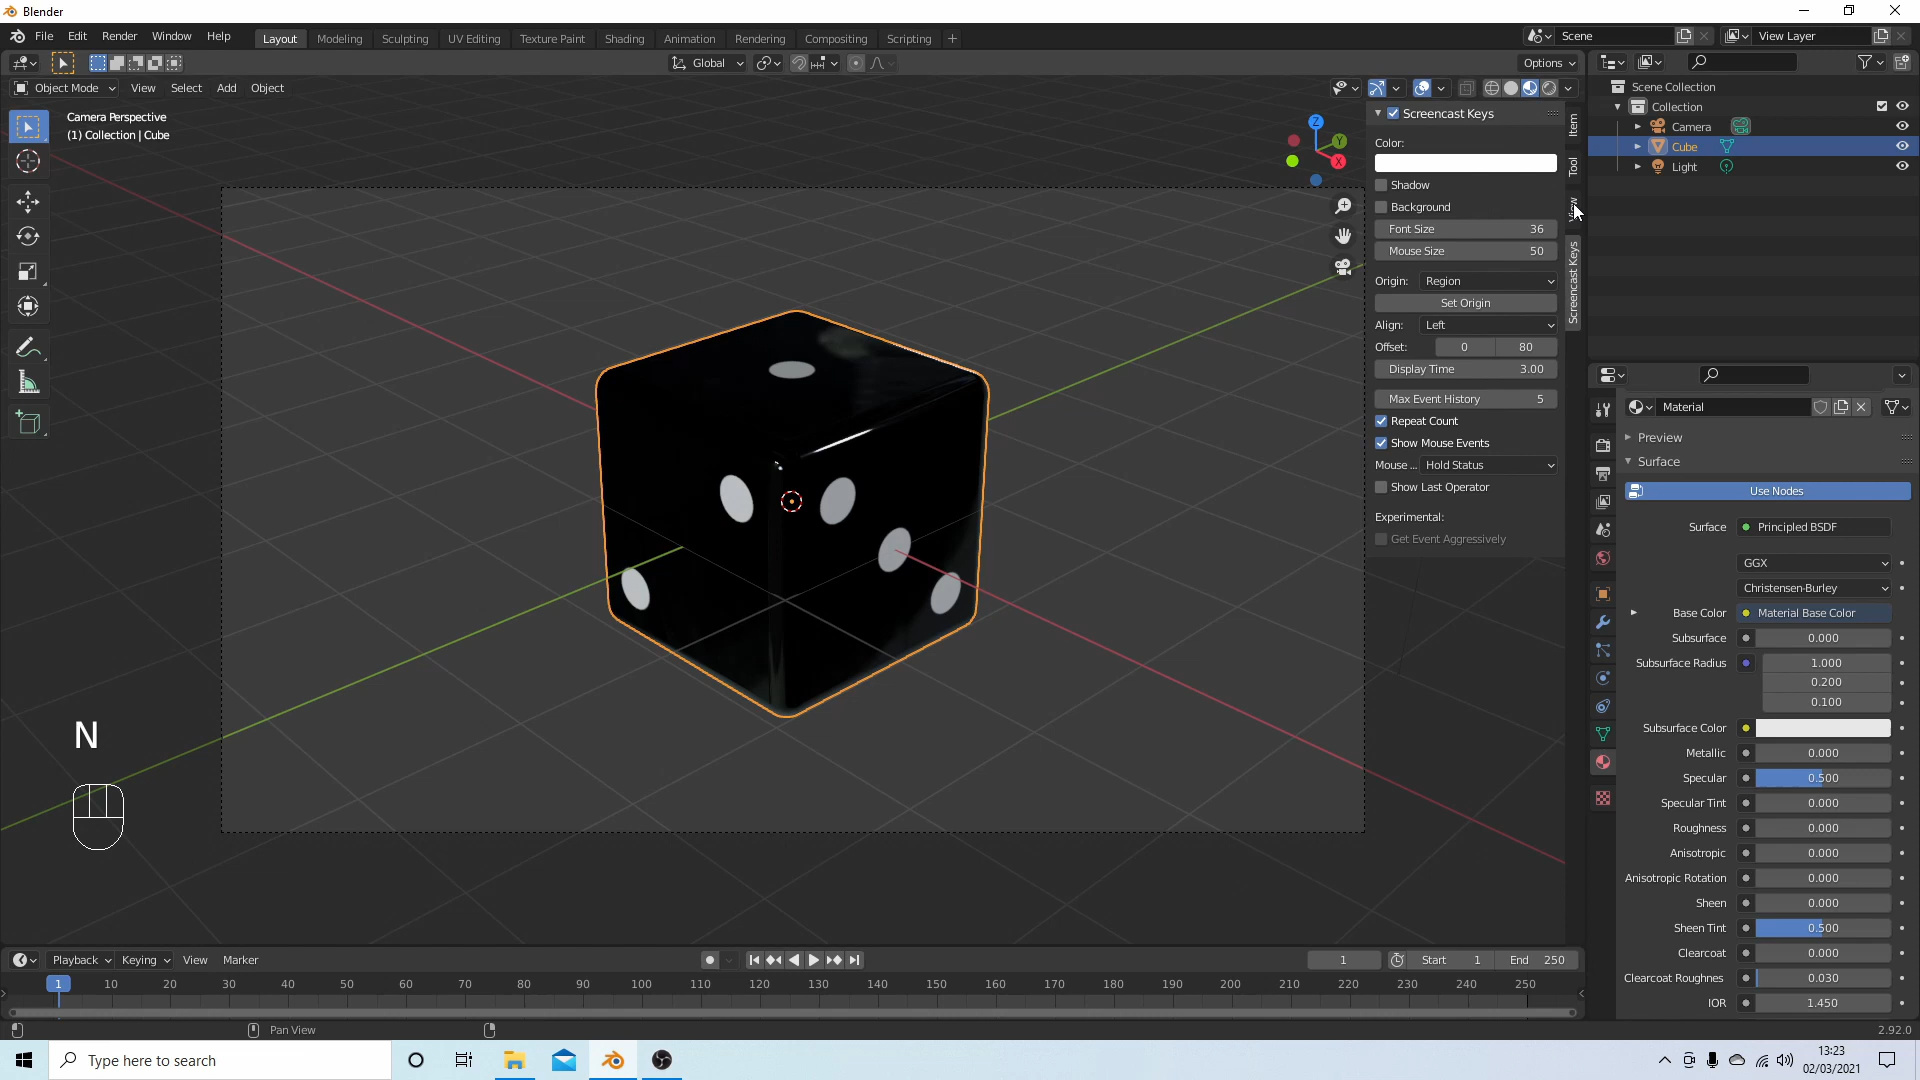 Blender
File Edit Render Window Help
Layout Modeling Sculpting UV Editing Texture Paint Shading Animation Rendering Compositing Scripting +
Scene View Layer
Global Options
Object Mode View Select Add Object
Camera Perspective
(1) Collection | Cube
Z
Y
X
Screencast Keys
Color:
Shadow
Background
Font Size 36
Mouse Size 50
Origin: Region
Set Origin
Align: Left
Offset: 0 80
Display Time 3.00
Max Event History 5
Repeat Count
Show Mouse Events
Mouse ... Hold Status
Show Last Operator
Experimental:
Get Event Aggressively
Item
Tool
View
Screencast Keys
Scene Collection
Collection
Camera
Cube
Light
Material
Preview
Surface
Use Nodes
Surface Principled BSDF
GGX
Christensen-Burley
Base Color Material Base Color
Subsurface 0.000
Subsurface Radius 1.000
0.200
0.100
Subsurface Color
Metallic 0.000
Specular 0.500
Specular Tint 0.000
Roughness 0.000
Anisotropic 0.000
Anisotropic Rotation 0.000
Sheen 0.000
Sheen Tint 0.500
Clearcoat 0.000
Clearcoat Roughnes 0.030
IOR 1.450
N
Playback Keying View Marker
1 Start 1 End 250
1 10 20 30 40 50 60 70 80 90 100 110 120 130 140 150 160 170 180 190 200 210 220 230 240 250
Pan View
2.92.0
Type here to search
13:23
02/03/2021